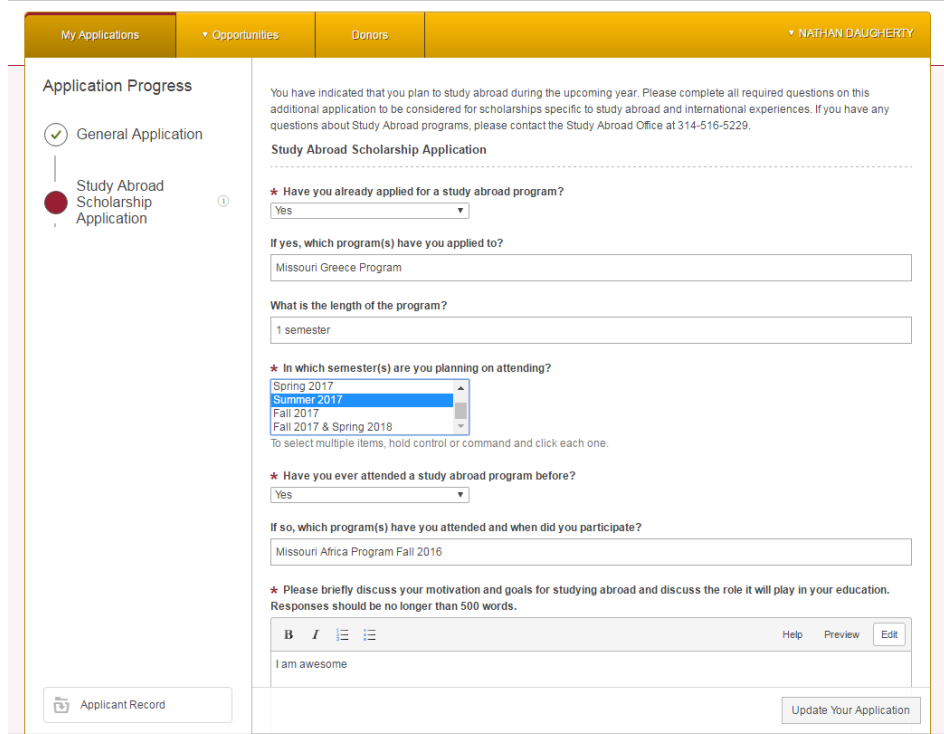 My Applications
▾ Opportunities
Donors
▾ NATHAN DAUGHERTY
Application Progress
General Application
Study Abroad
Scholarship
Application
Applicant Record
You have indicated that you plan to study abroad during the upcoming year. Please complete all required questions on this
additional application to be considered for scholarships specific to study abroad and international experiences. If you have any
questions about Study Abroad programs, please contact the Study Abroad Office at 314-516-5229.
Study Abroad Scholarship Application
* Have you already applied for a study abroad program?
Yes
If yes, which program(s) have you applied to?
Missouri Greece Program
What is the length of the program?
1 semester
* In which semester(s) are you planning on attending?
Spring 2017
Summer 2017
Fall 2017
Fall 2017 & Spring 2018
To select multiple items, hold control or command and click each one.
* Have you ever attended a study abroad program before?
Yes
If so, which program(s) have you attended and when did you participate?
Missouri Africa Program Fall 2016
* Please briefly discuss your motivation and goals for studying abroad and discuss the role it will play in your education.
Responses should be no longer than 500 words.
B I Help Preview Edit
I am awesome
Update Your Application